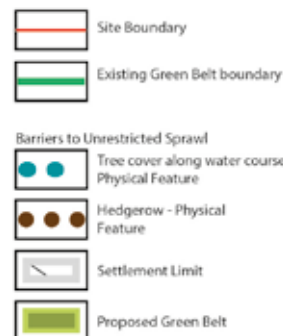 Site Boundary
Existing Green Belt boundary
Barriers to Unrestricted Sprawl
Tree cover along water course
Physical Feature
Hedgerow - Physical
Feature
Settlement Limit
Proposed Green Belt